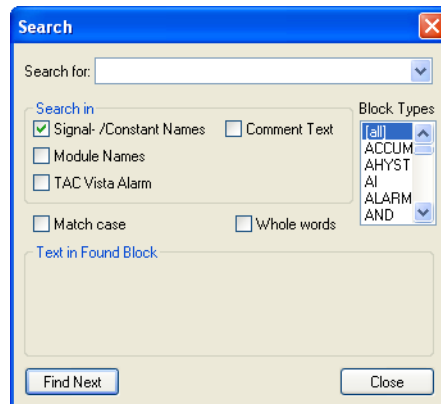 Search
Search for:
Search in
Signal- /Constant Names
Comment Text
Module Names
TAC Vista Alarm
Block Types
[all]
ACCUM
AHYST
AI
ALARM
AND
Match case
Whole words
Text in Found Block
Find Next
Close